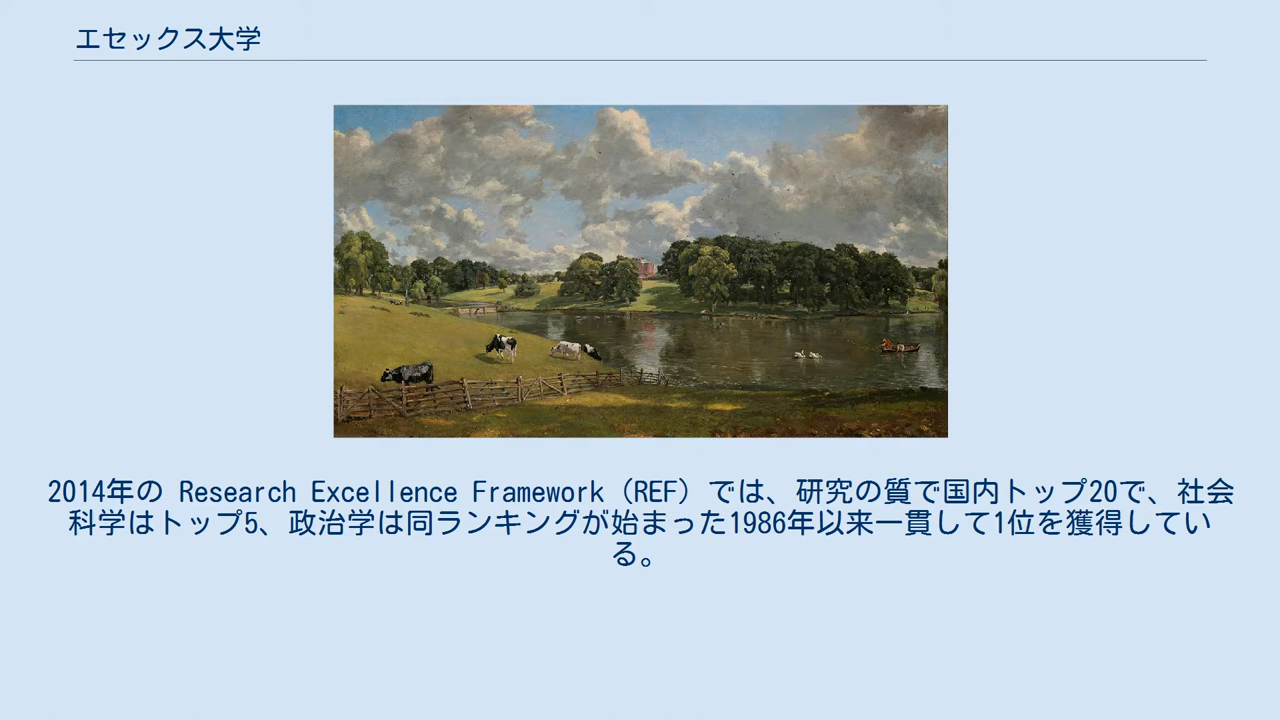 エセックス大学
2014年の Research Excellence Framework（REF）では、研究の質で国内トップ20で、社会
科学はトップ5、政治学は同ランキングが始まった1986年以来一貫して1位を獲得してい
る。